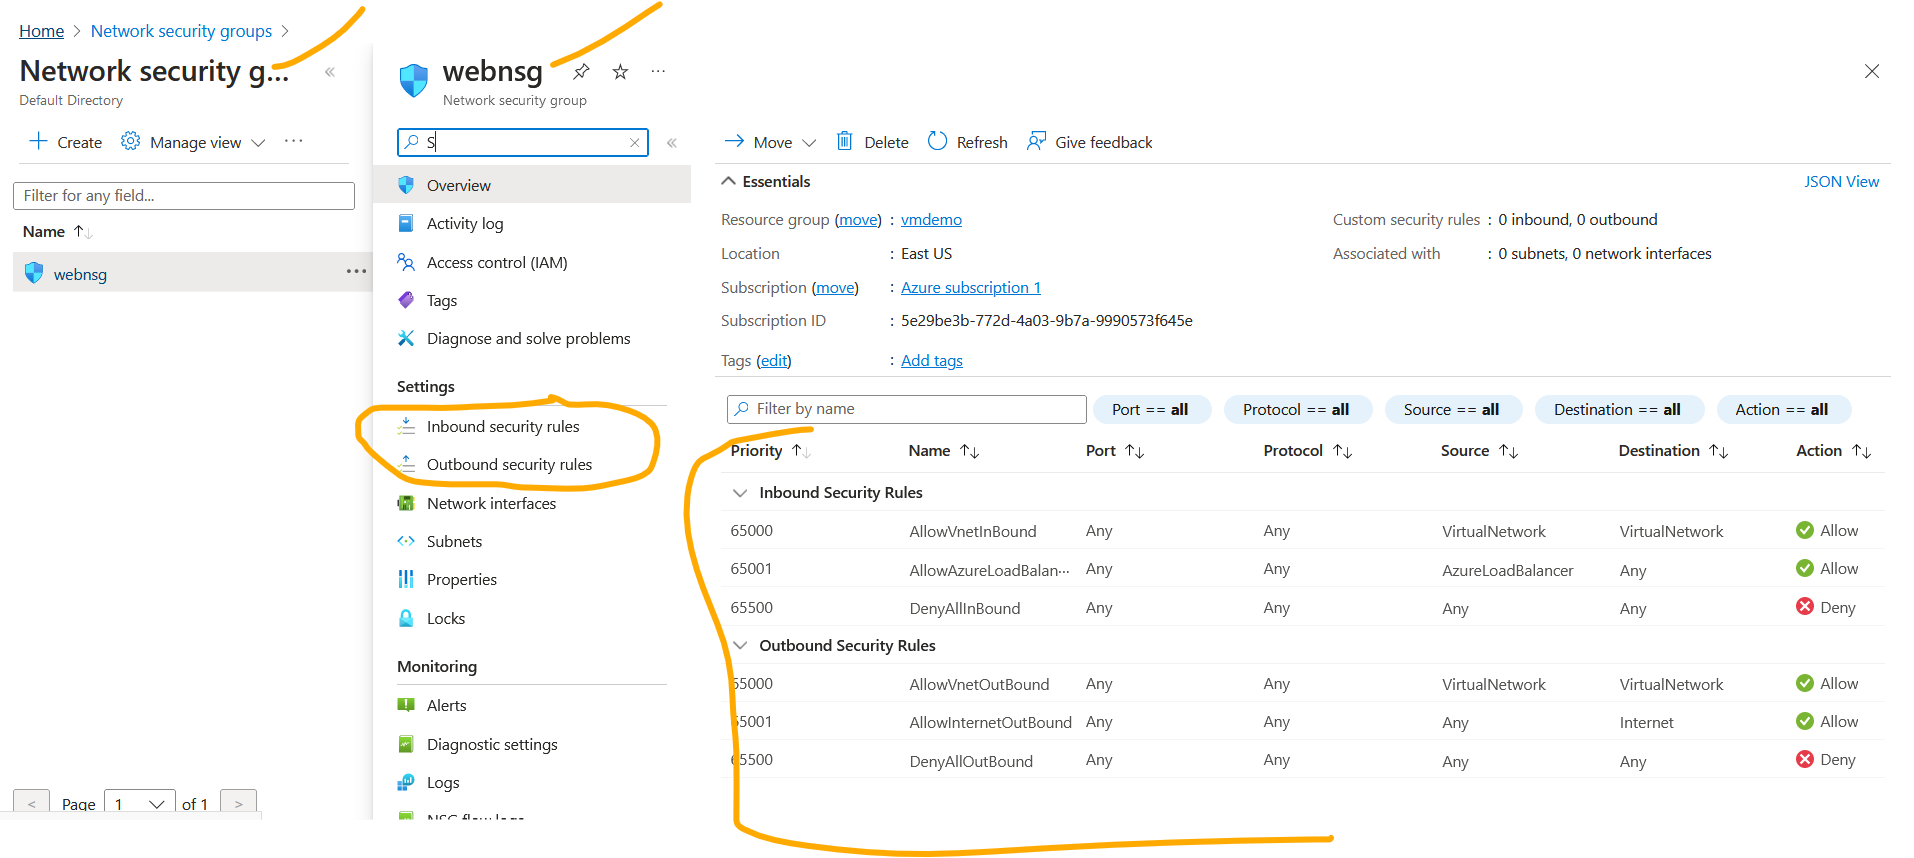 Home > Network security groups >
Network security g...
Default Directory
Create Manage view ...
Filter for any field...
Name
webnsg ...
< Page 1 of 1 >
webnsg ...
Network security group
S
Overview
Activity log
Access control (IAM)
Tags
Diagnose and solve problems
Settings
Inbound security rules
Outbound security rules
Network interfaces
Subnets
Properties
Locks
Monitoring
Alerts
Diagnostic settings
Logs
NSG flow logs
Move Delete Refresh Give feedback
Essentials JSON View
Resource group (move) : vmdemo
Location : East US
Subscription (move) : Azure subscription 1
Subscription ID : 5e29be3b-772d-4a03-9b7a-9990573f645e
Tags (edit) : Add tags
Custom security rules : 0 inbound, 0 outbound
Associated with : 0 subnets, 0 network interfaces
Filter by name Port == all Protocol == all Source == all Destination == all Action == all
Priority Name Port Protocol Source Destination Action
Inbound Security Rules
65000 AllowVnetInBound Any Any VirtualNetwork VirtualNetwork Allow
65001 AllowAzureLoadBalan... Any Any AzureLoadBalancer Any Allow
65500 DenyAllInBound Any Any Any Any Deny
Outbound Security Rules
65000 AllowVnetOutBound Any Any VirtualNetwork VirtualNetwork Allow
65001 AllowInternetOutBound Any Any Any Internet Allow
65500 DenyAllOutBound Any Any Any Any Deny